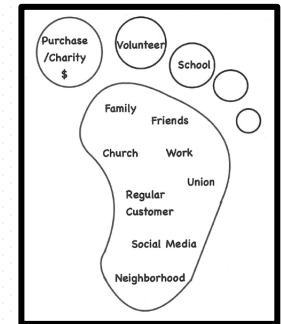 Purchase
/Charity
$
Volunteer
School
Family
Friends
Church
Work
Union
Regular
Customer
Social Media
Neighborhood